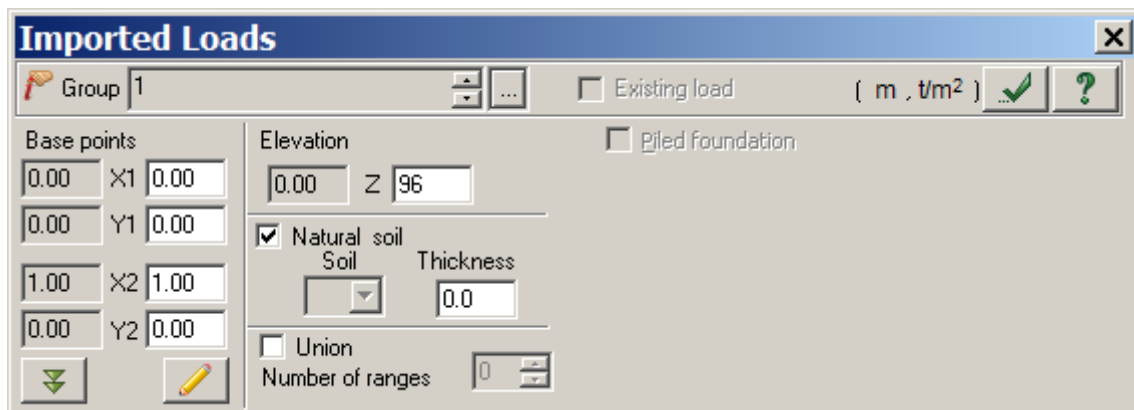 Imported Loads
Group 1 ... Existing load ( m , t/m² ) ?
Base points Elevation Piled foundation
0.00 X1 0.00 0.00 Z 96
0.00 Y1 0.00
Natural soil
Soil Thickness
1.00 X2 1.00 0.0
0.00 Y2 0.00
Union
Number of ranges 0